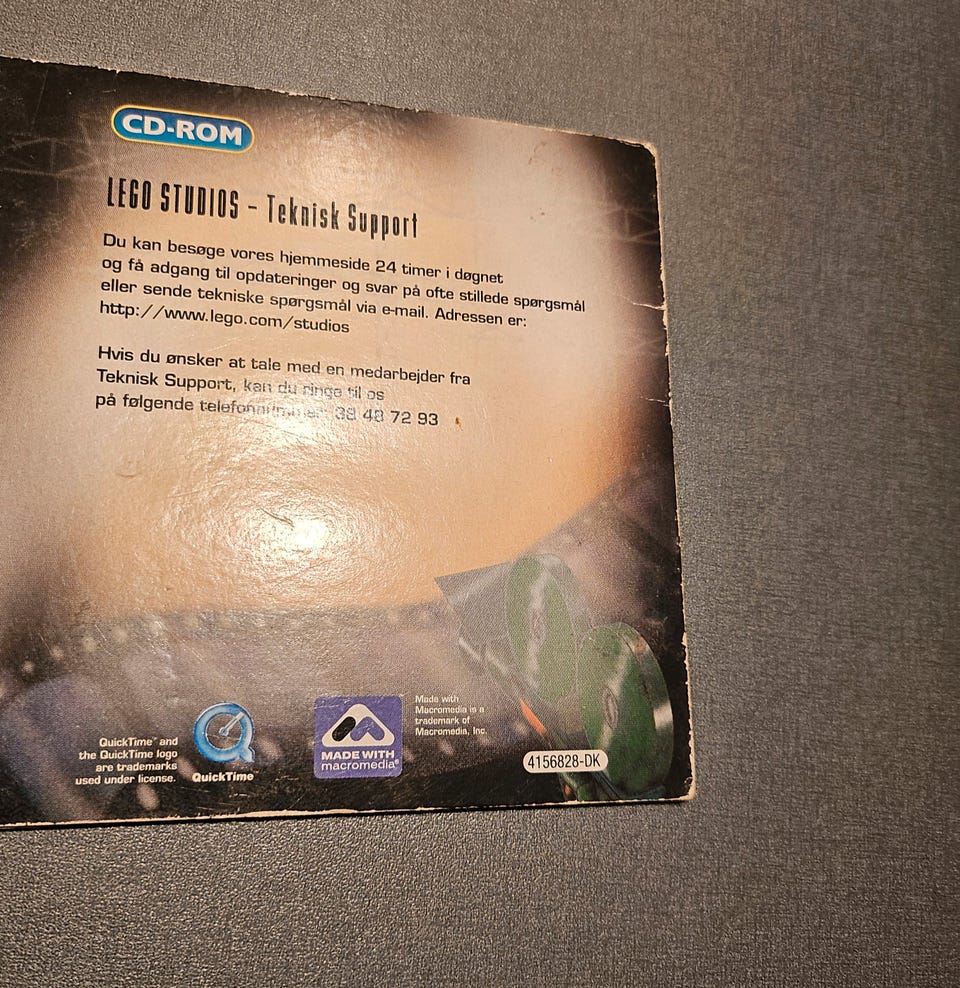 CD-ROM
LEGO STUDIOS - Teknisk Support
Du kan besøge vores hjemmeside 24 timer i døgnet
og få adgang til opdateringer og svar på ofte stillede spørgsmål
eller sende tekniske spørgsmål via e-mail. Adressen er:
http://www.lego.com/studios
Hvis du ønsker at tale med en medarbejder fra
Teknisk Support, kan du ringe til os
på følgende telefonnummer: 38 48 72 93
QuickTime™ and
the QuickTime logo
are trademarks
used under license.
QuickTime
MADE WITH
macromedia®
Made with
Macromedia is a
trademark of
Macromedia, Inc.
4156828-DK